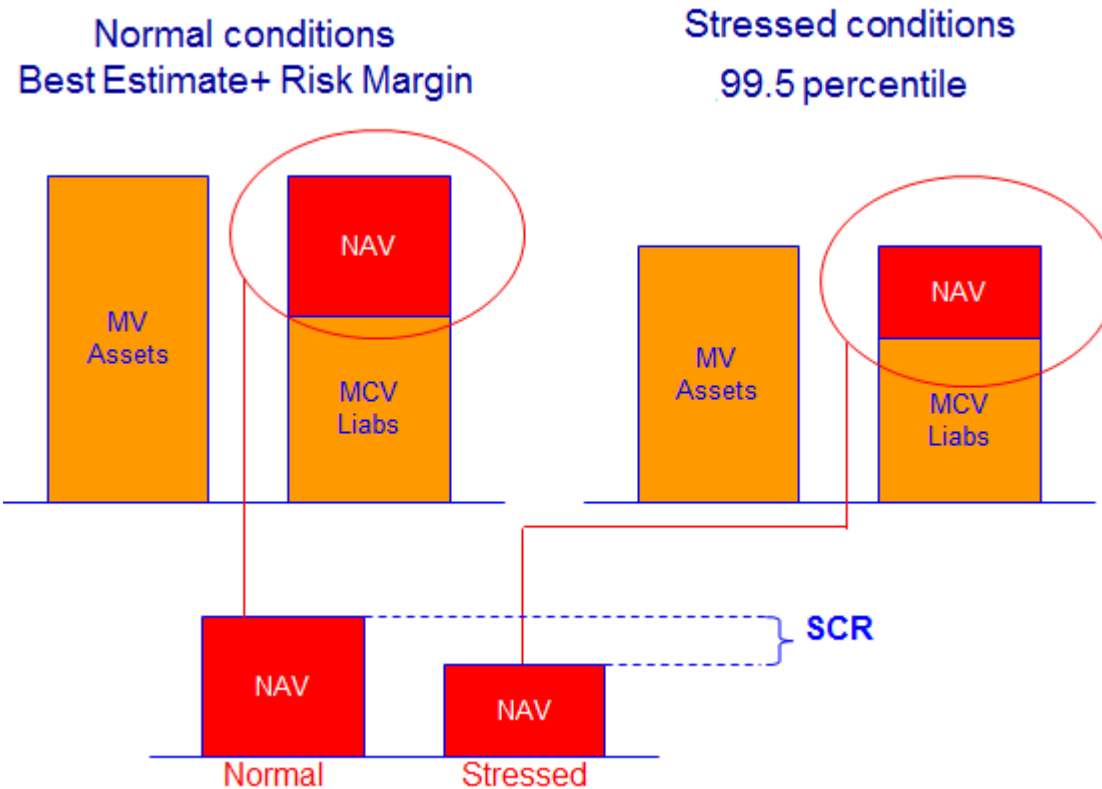 Normal conditions
Best Estimate+ Risk Margin
Stressed conditions
99.5 percentile
MV
Assets
NAV
MCV
Liabs
MV
Assets
NAV
MCV
Liabs
SCR
NAV
NAV
Normal
Stressed